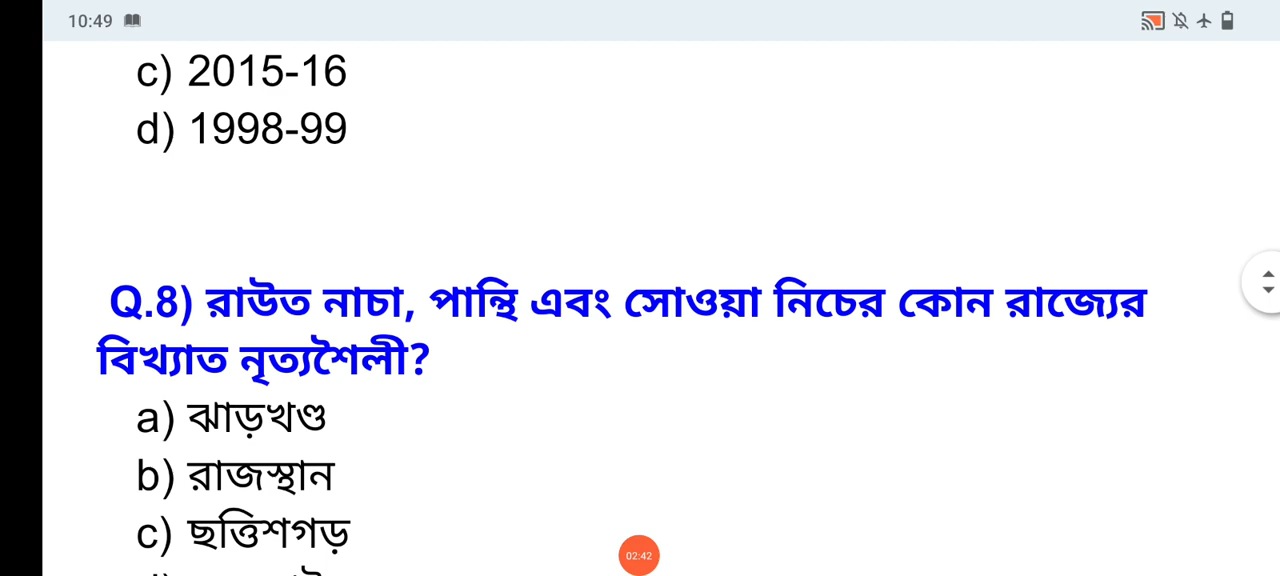 10:49
c) 2015-16
d) 1998-99
Q.8) রাউত নাচা, পান্থি এবং সোওয়া নিচের কোন রাজ্যের
বিখ্যাত নৃত্যশৈলী?
a) ঝাড়খণ্ড
b) রাজস্থান
c) ছত্তিশগড়
02:42